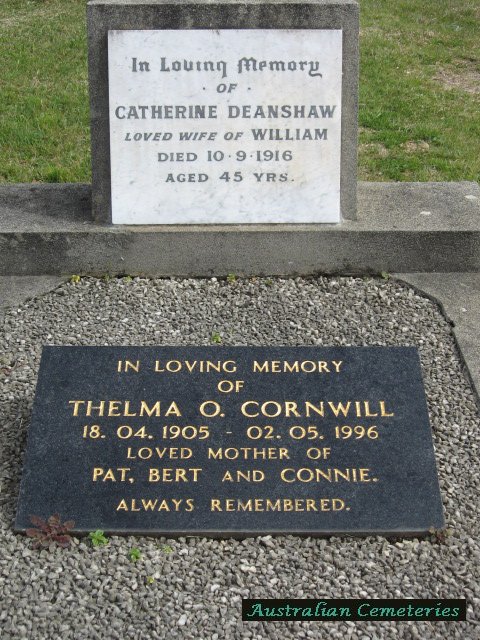 In Loving Memory
· OF ·
CATHERINE DEANSHAW
LOVED WIFE OF WILLIAM
DIED 10·9·1916
AGED 45 YRS.
IN LOVING MEMORY
OF
THELMA O. CORNWILL
18. 04. 1905 - 02. 05. 1996
LOVED MOTHER OF
PAT, BERT AND CONNIE.
ALWAYS REMEMBERED.
Australian Cemeteries